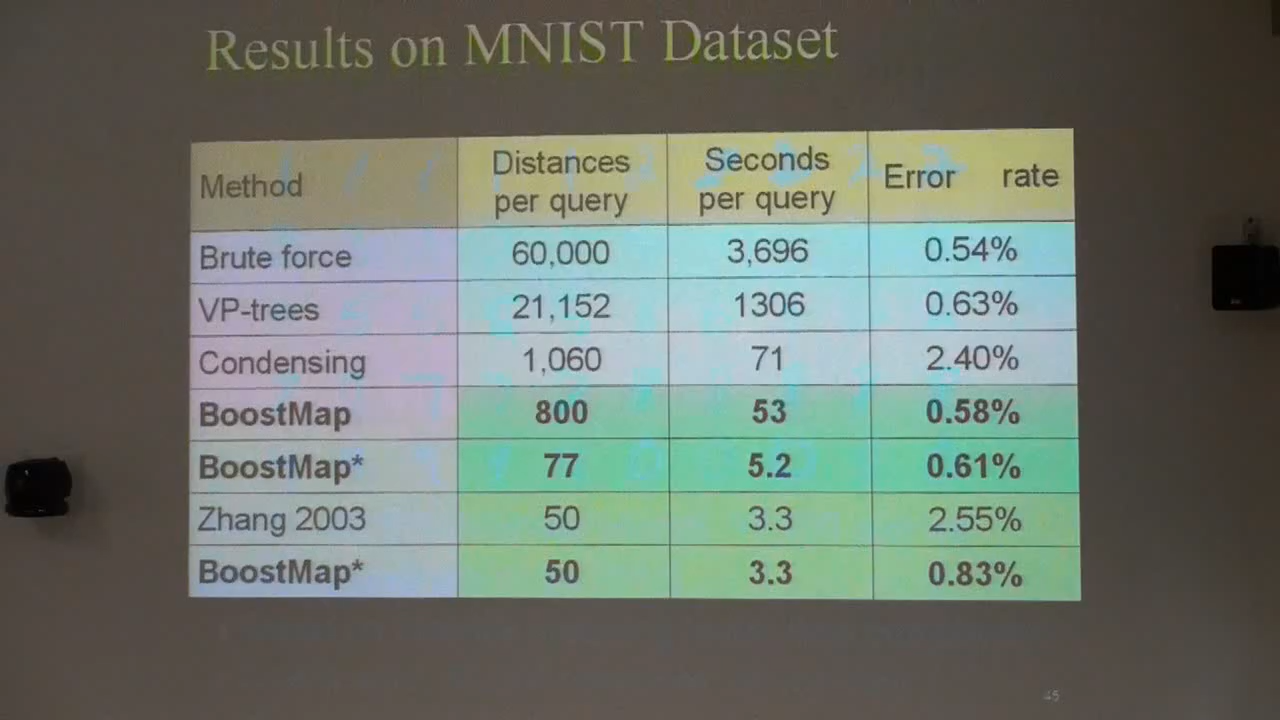 Results on MNIST Dataset
Method Distances per query Seconds per query Error rate
Brute force 60,000 3,696 0.54%
VP-trees 21,152 1306 0.63%
Condensing 1,060 71 2.40%
BoostMap 800 53 0.58%
BoostMap* 77 5.2 0.61%
Zhang 2003 50 3.3 2.55%
BoostMap* 50 3.3 0.83%
45